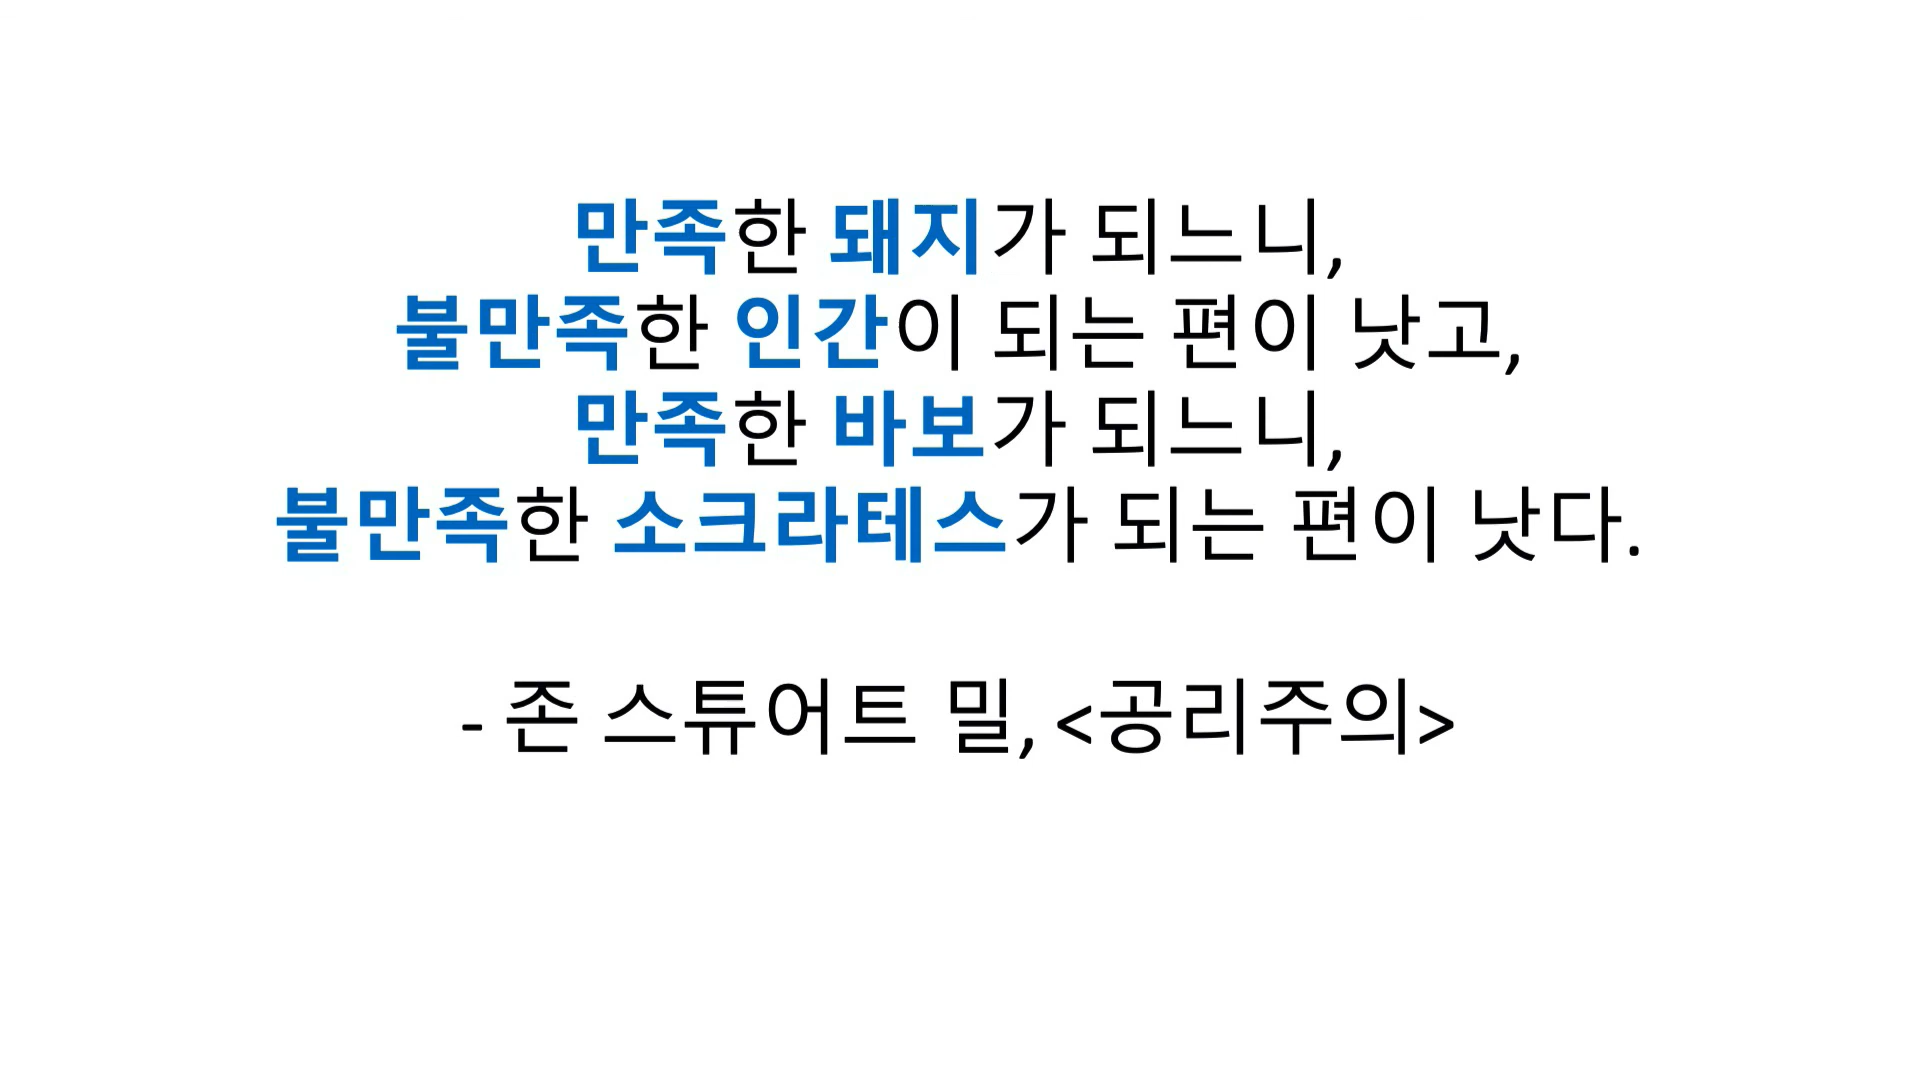 만족한 돼지가 되느니,
불만족한 인간이 되는 편이 낫고,
만족한 바보가 되느니,
불만족한 소크라테스가 되는 편이 낫다.
- 존 스튜어트 밀, <공리주의>